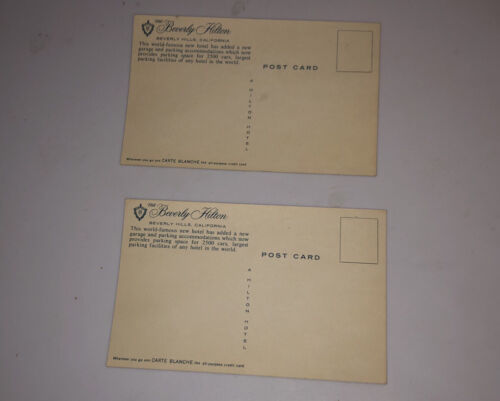 The Beverly Hilton
BEVERLY HILLS, CALIFORNIA
This world-famous new hotel has added a new
garage and parking accommodations which now
provides parking space for 2500 cars, largest
parking facilities of any hotel in the world.
POST CARD
A HILTON HOTEL
Wherever you go you CARTE BLANCHE the all-purpose credit card
The Beverly Hilton
BEVERLY HILLS, CALIFORNIA
This world-famous new hotel has added a new
garage and parking accommodations which now
provides parking space for 2500 cars, largest
parking facilities of any hotel in the world.
POST CARD
A HILTON HOTEL
Wherever you go you CARTE BLANCHE the all-purpose credit card